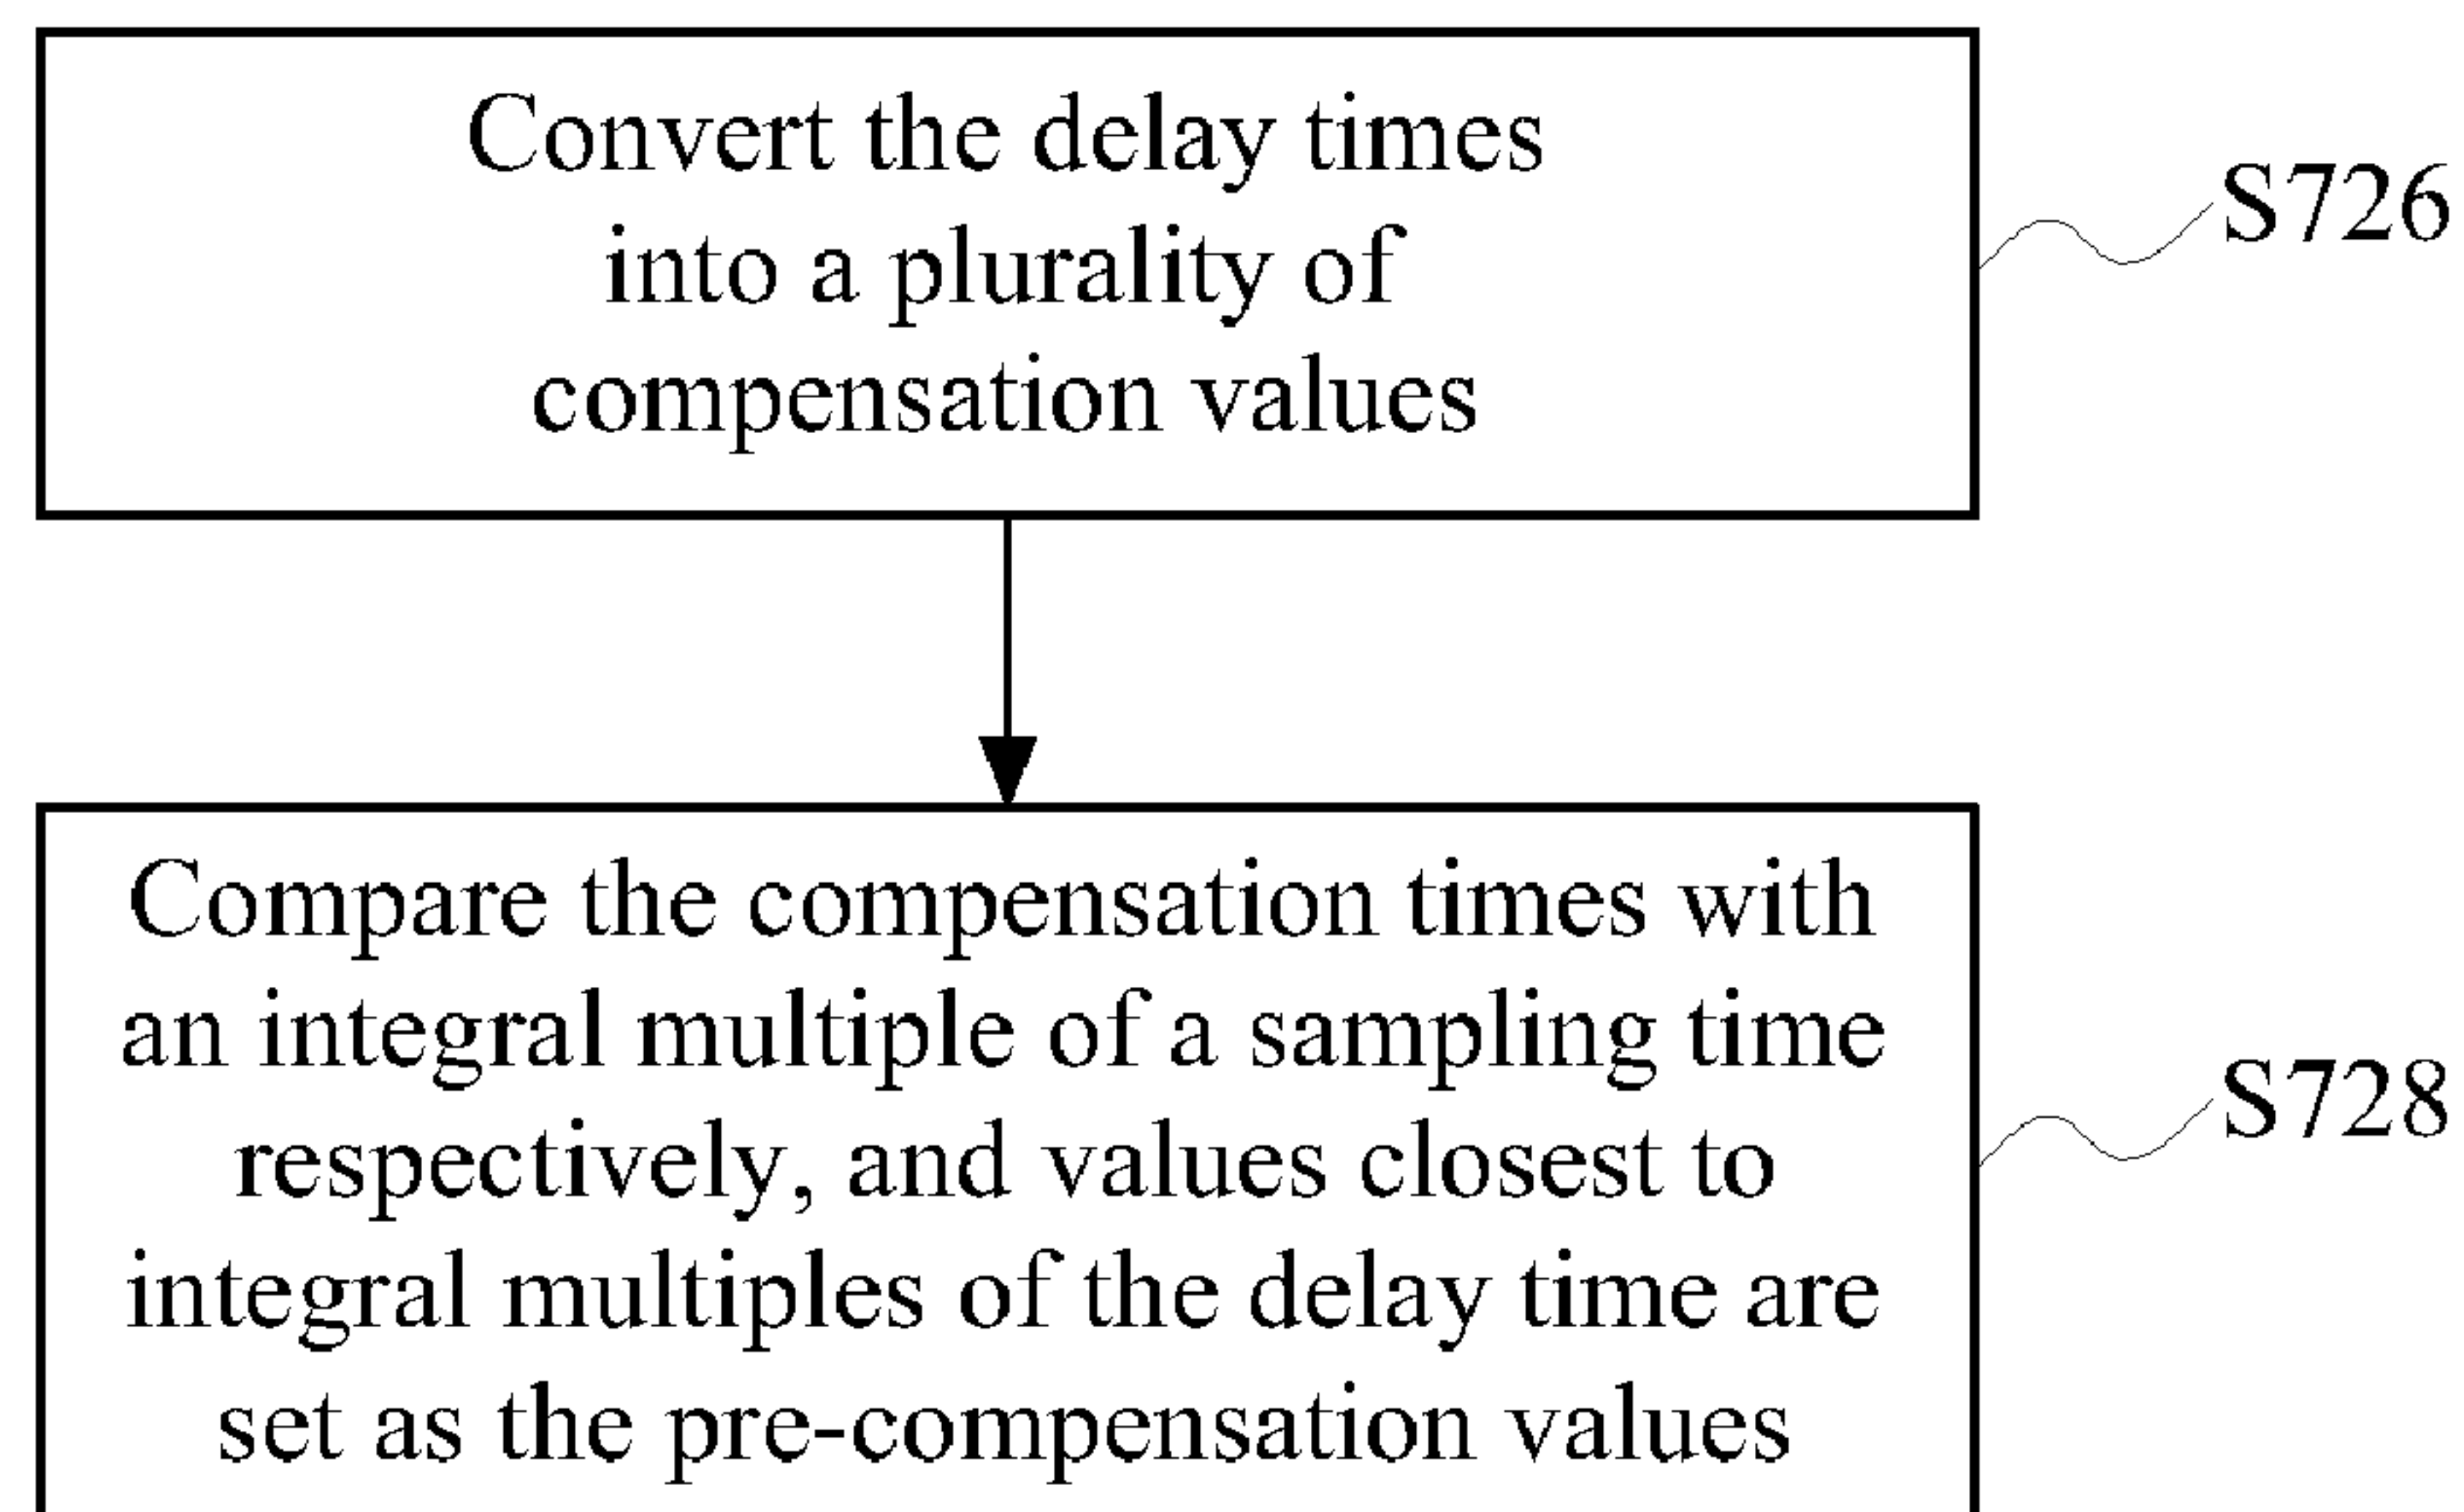 Convert the delay times
into a plurality of
compensation values
S726
Compare the compensation times with
an integral multiple of a sampling time
respectively, and values closest to
integral multiples of the delay time are
set as the pre-compensation values
S728